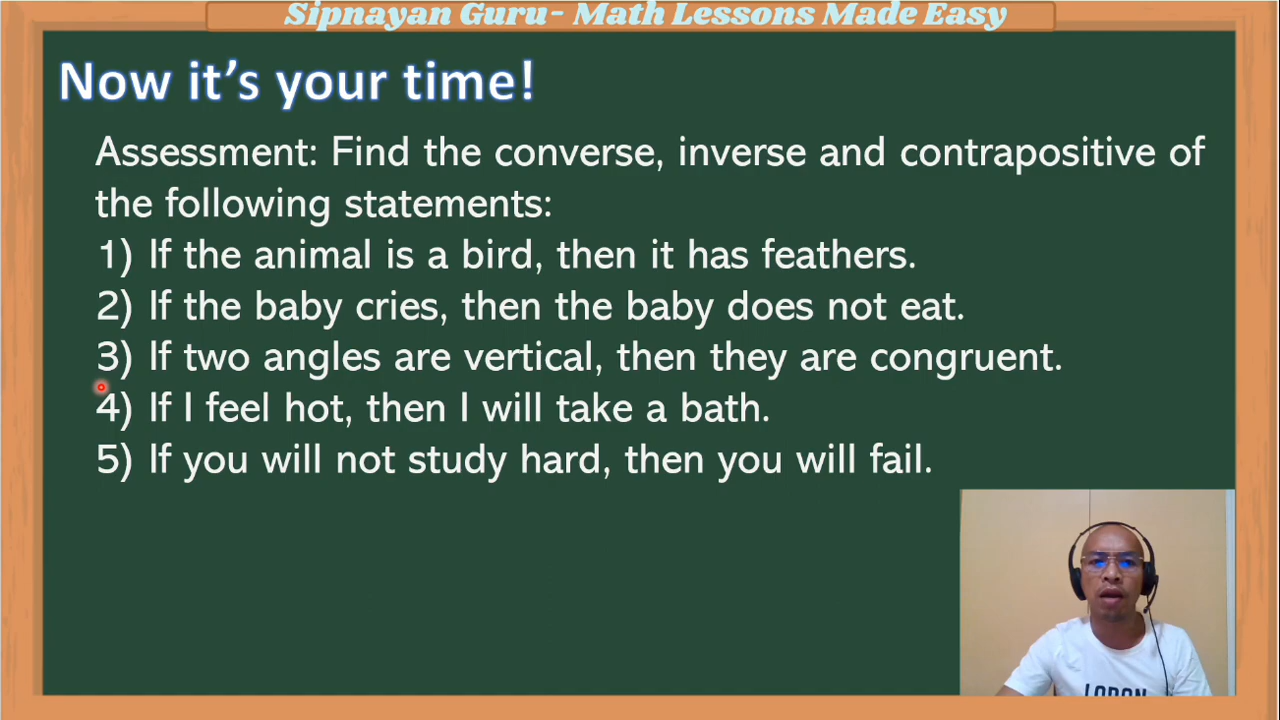 Sipnayan Guru- Math Lessons Made Easy
Now it's your time!
Assessment: Find the converse, inverse and contrapositive of
the following statements:
1) If the animal is a bird, then it has feathers.
2) If the baby cries, then the baby does not eat.
3) If two angles are vertical, then they are congruent.
4) If I feel hot, then I will take a bath.
5) If you will not study hard, then you will fail.